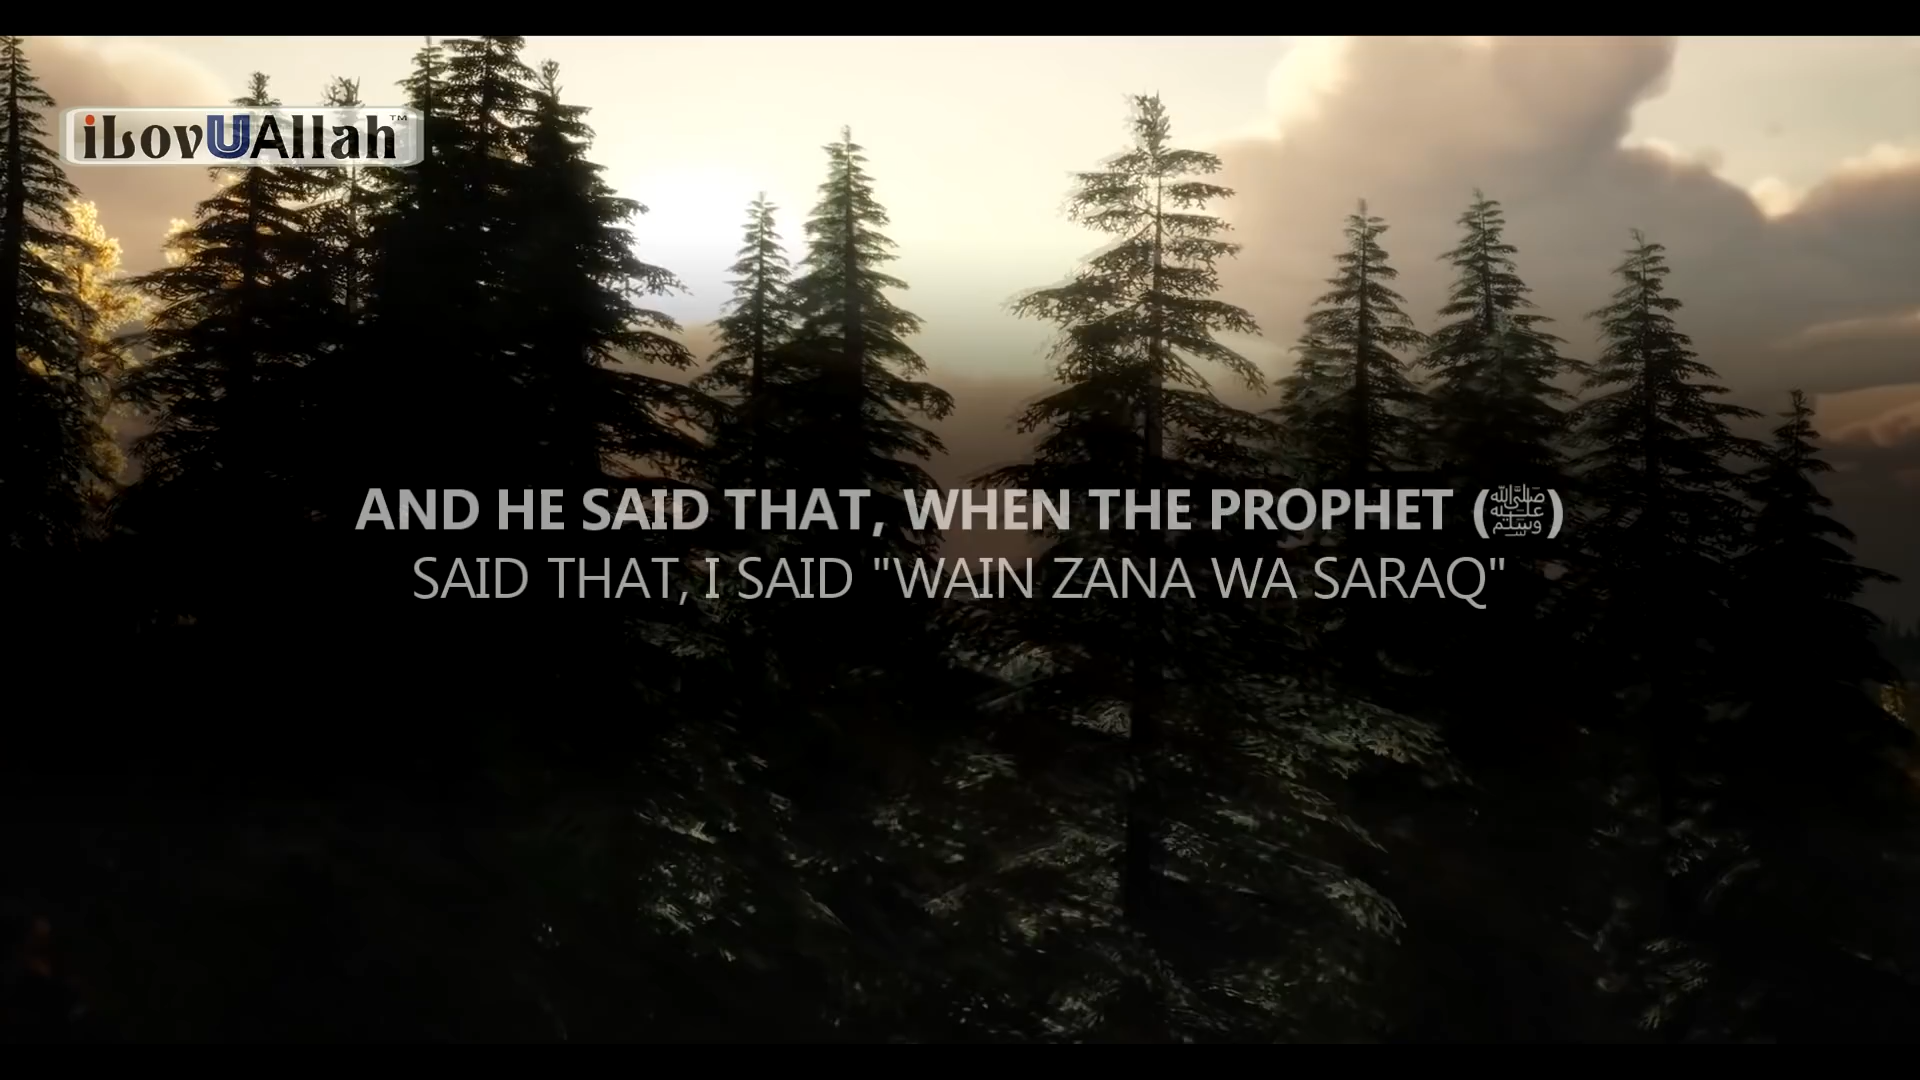 iLovUAllah™
AND HE SAID THAT, WHEN THE PROPHET (ﷺ)
SAID THAT, I SAID "WAIN ZANA WA SARAQ"